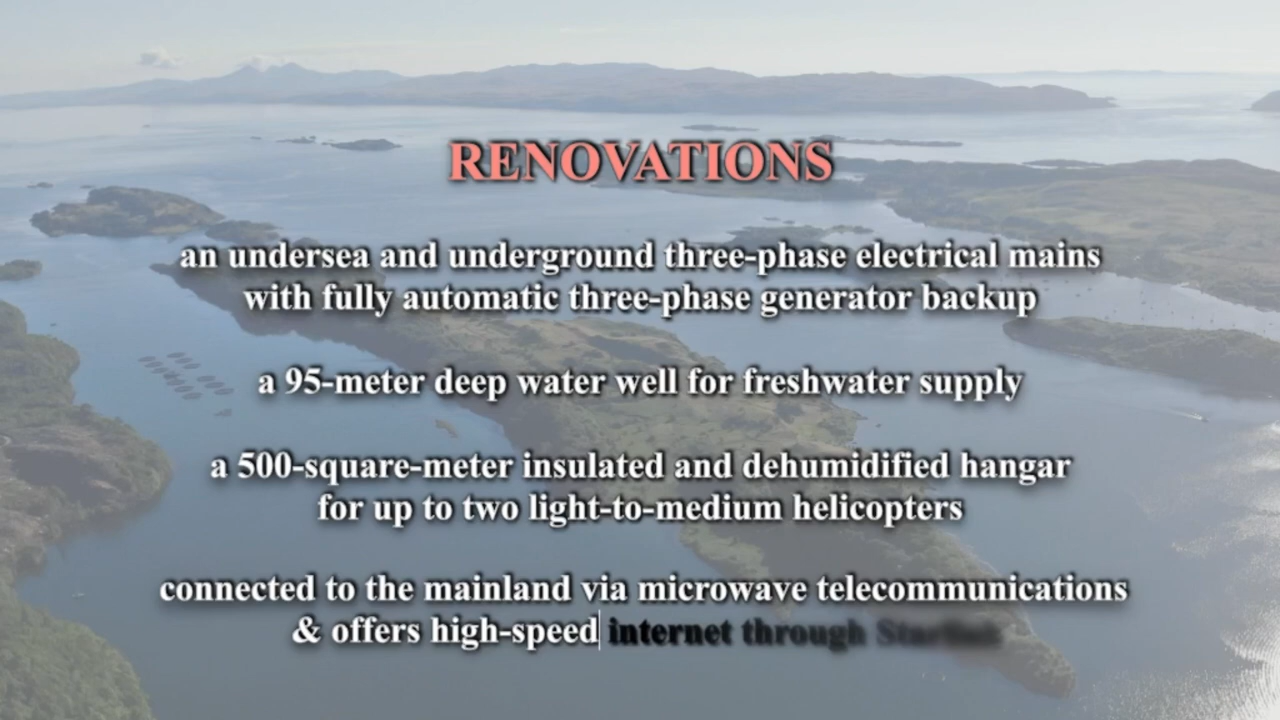 RENOVATIONS
an undersea and underground three-phase electrical mains
with fully automatic three-phase generator backup
a 95-meter deep water well for freshwater supply
a 500-square-meter insulated and dehumidified hangar
for up to two light-to-medium helicopters
connected to the mainland via microwave telecommunications
& offers high-speed internet through Starlink